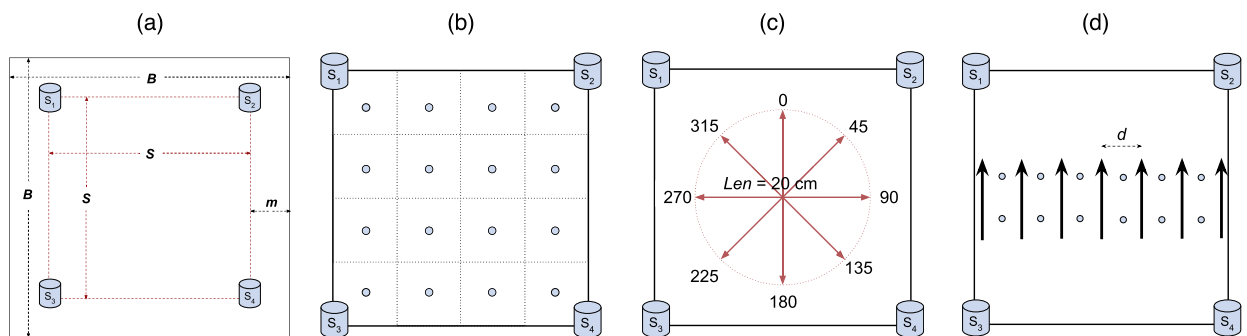 (a)
(b)
(c)
(d)
B
S₁
S₂
S
B
S
m
S₃
S₄
S₁
S₂
S₃
S₄
S₁
S₂
0
315
45
Len = 20 cm
270
90
225
135
180
S₃
S₄
S₁
S₂
d
S₃
S₄